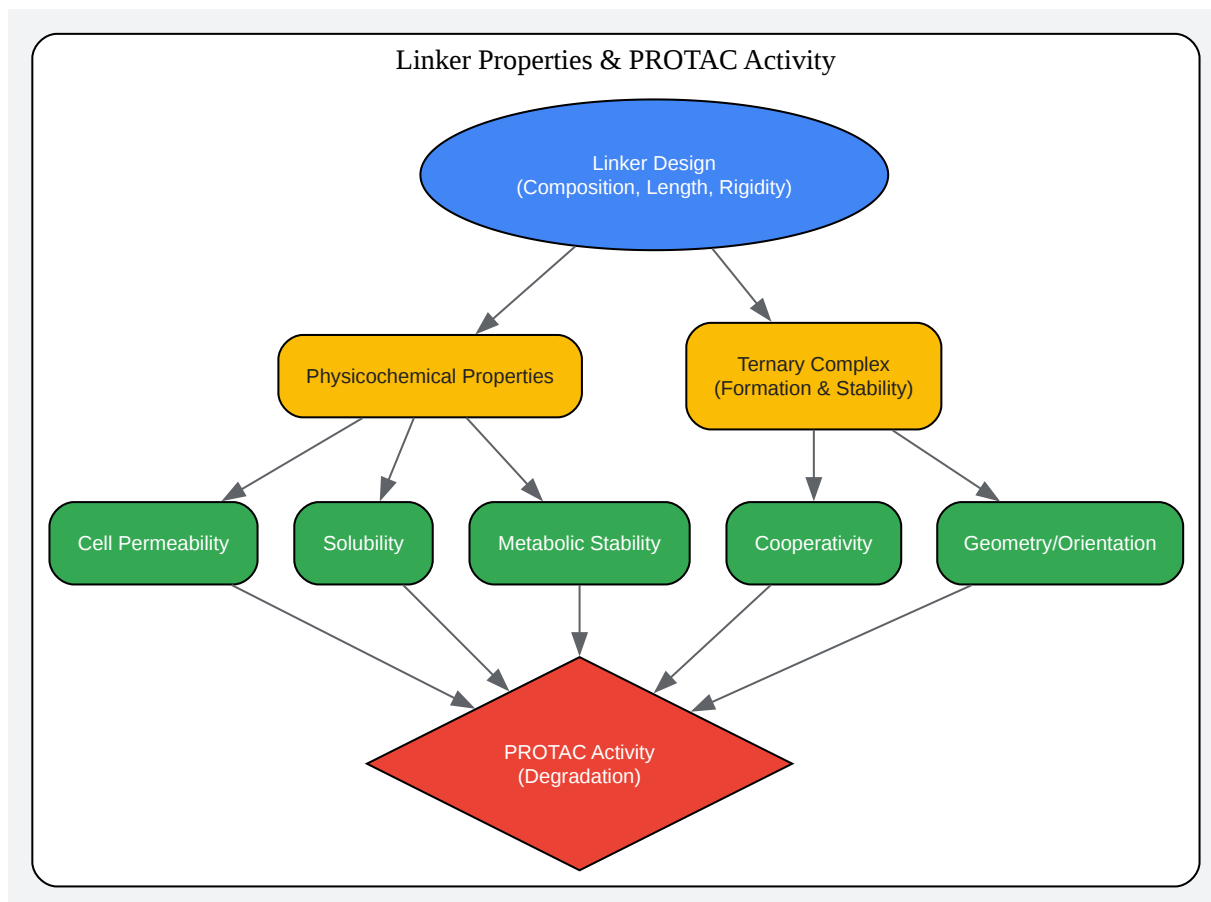 Linker Properties & PROTAC Activity
Linker Design
(Composition, Length, Rigidity)
Physicochemical Properties
Ternary Complex
(Formation & Stability)
Cell Permeability
Solubility
Metabolic Stability
Cooperativity
Geometry/Orientation
PROTAC Activity
(Degradation)